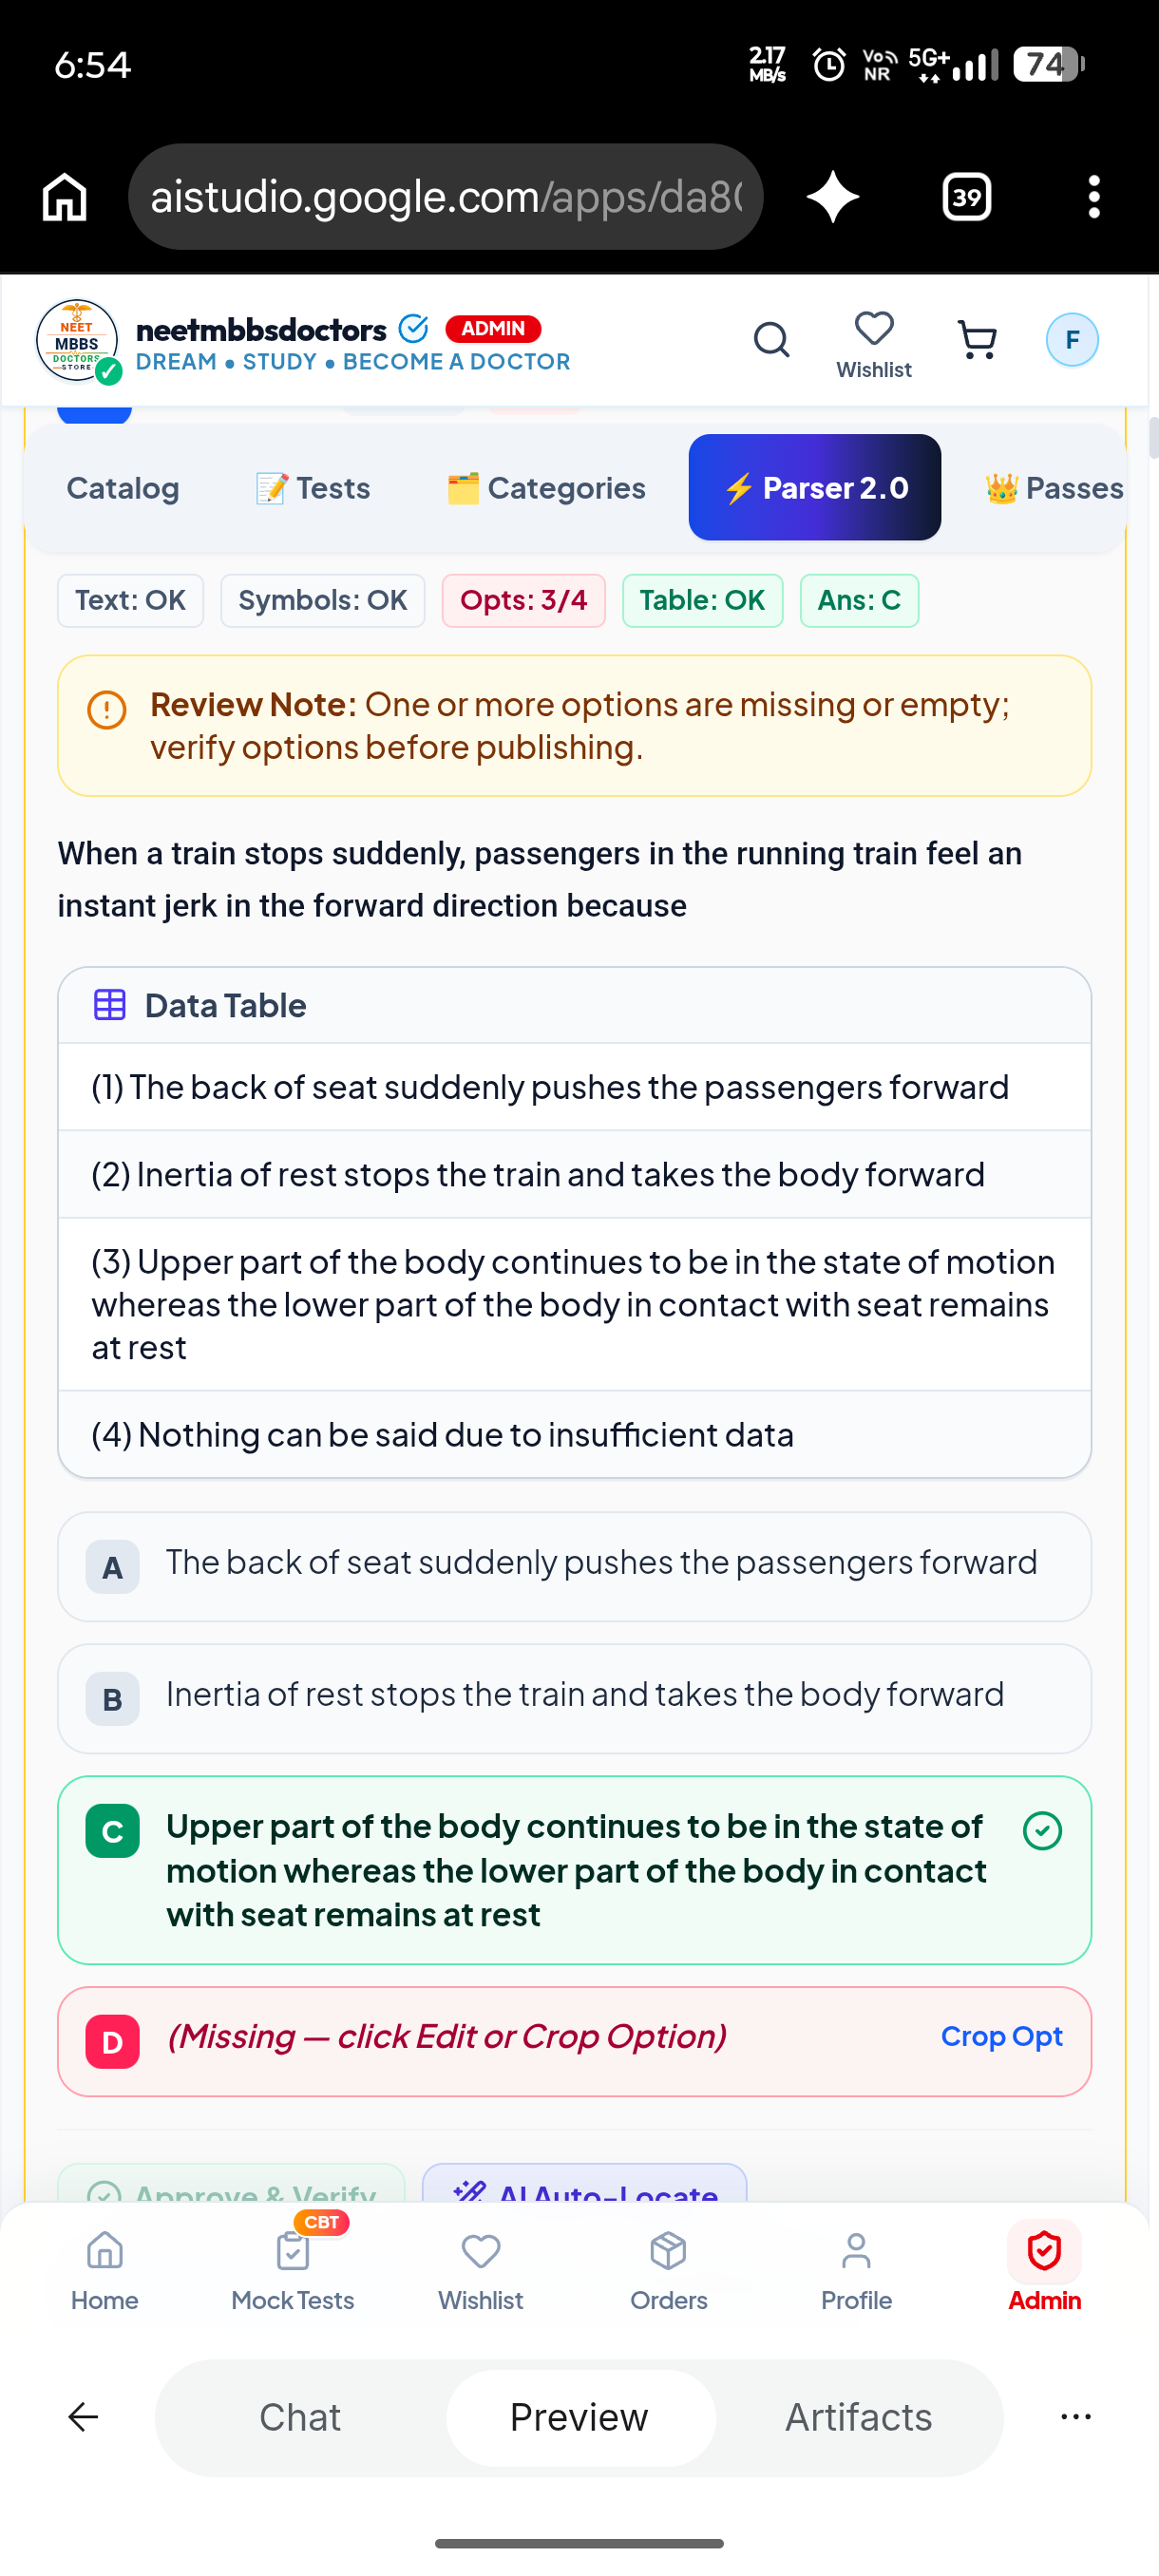 6:54
2.17
MB/s
Vo
NR
5G+
74
aistudio.google.com/apps/da8
39
NEET
MBBS
DOCTORS
STORE
neetmbbsdoctors
ADMIN
DREAM • STUDY • BECOME A DOCTOR
Wishlist
F
Catalog
📝 Tests
🗂️ Categories
⚡ Parser 2.0
👑 Passes
Text: OK
Symbols: OK
Opts: 3/4
Table: OK
Ans: C
Review Note: One or more options are missing or empty;
verify options before publishing.
When a train stops suddenly, passengers in the running train feel an
instant jerk in the forward direction because
Data Table
(1) The back of seat suddenly pushes the passengers forward
(2) Inertia of rest stops the train and takes the body forward
(3) Upper part of the body continues to be in the state of motion
whereas the lower part of the body in contact with seat remains
at rest
(4) Nothing can be said due to insufficient data
A The back of seat suddenly pushes the passengers forward
B Inertia of rest stops the train and takes the body forward
C Upper part of the body continues to be in the state of
motion whereas the lower part of the body in contact
with seat remains at rest
D (Missing — click Edit or Crop Option)
Crop Opt
Approve & Verify
AI Auto-Locate
CBT
Home
Mock Tests
Wishlist
Orders
Profile
Admin
Chat
Preview
Artifacts